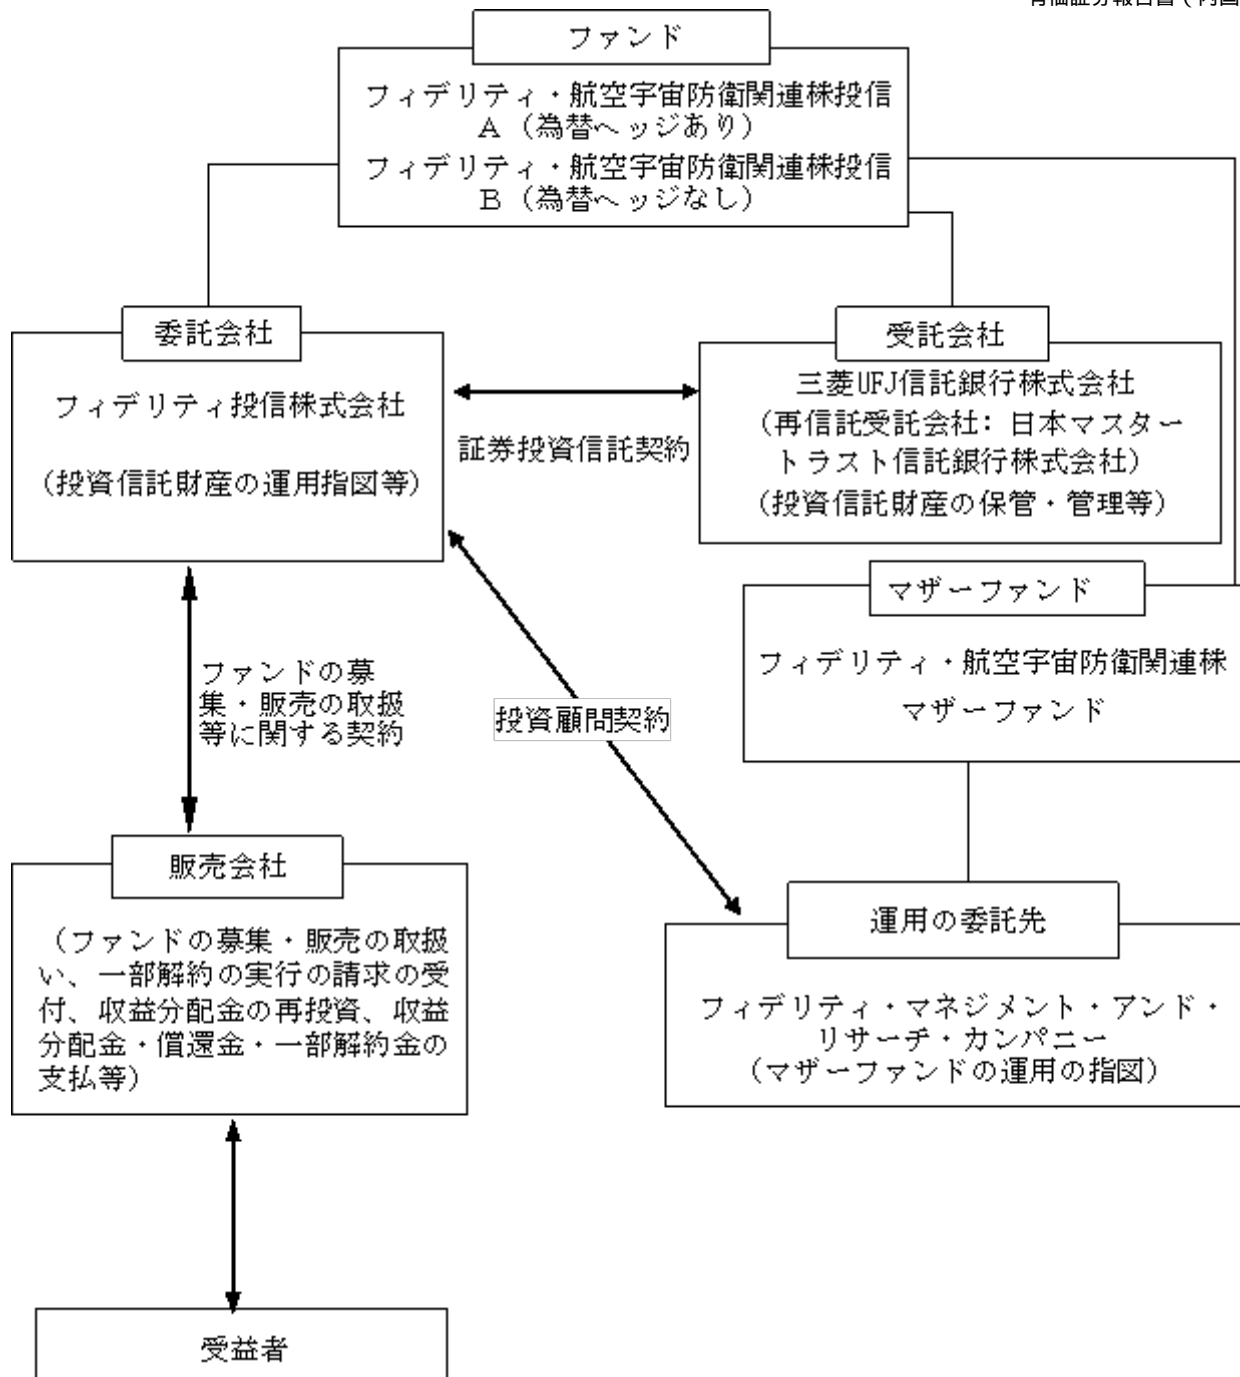 ファンド
フィデリティ・航空宇宙防衛関連株投信
A（為替ヘッジあり）
フィデリティ・航空宇宙防衛関連株投信
B（為替ヘッジなし）
委託会社
フィデリティ投信株式会社
（投資信託財産の運用指図等）
証券投資信託契約
受託会社
三菱UFJ信託銀行株式会社
（再信託受託会社：日本マスター
トラスト信託銀行株式会社）
（投資信託財産の保管・管理等）
マザーファンド
フィデリティ・航空宇宙防衛関連株
マザーファンド
ファンドの募
集・販売の取扱
等に関する契約
投資顧問契約
販売会社
（ファンドの募集・販売の取扱
い、一部解約の実行の請求の受
付、収益分配金の再投資、収益
分配金・償還金・一部解約金の
支払等）
運用の委託先
フィデリティ・マネジメント・アンド・
リサーチ・カンパニー
（マザーファンドの運用の指図）
受益者